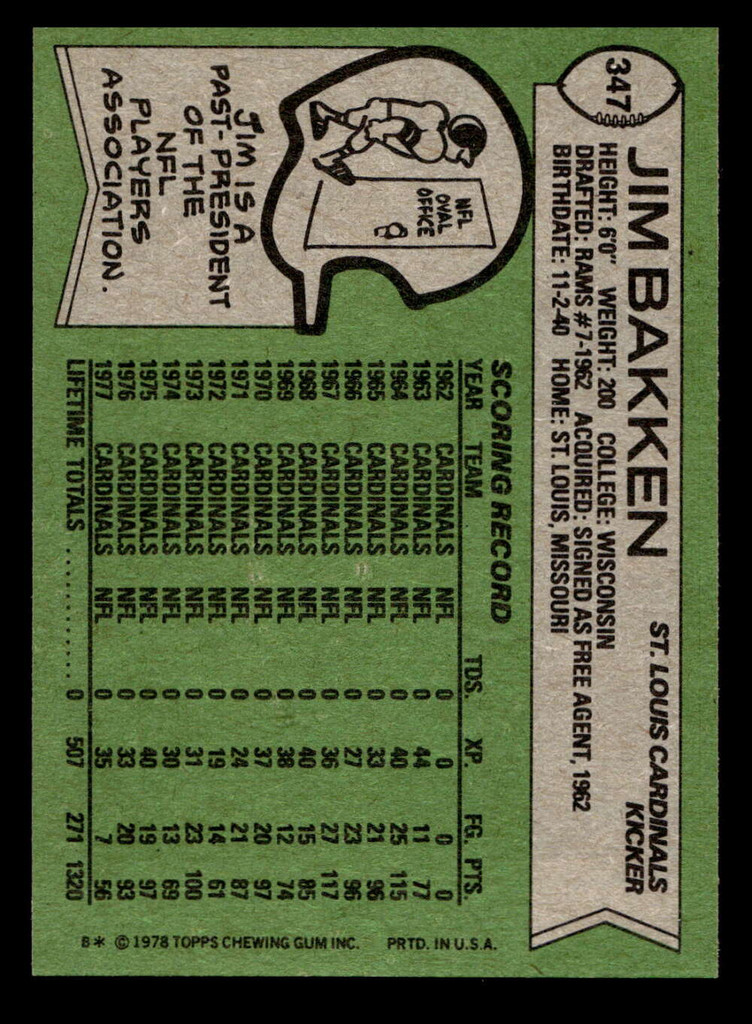 347
JIM BAKKEN
ST. LOUIS CARDINALS
KICKER
HEIGHT: 6'0" WEIGHT: 200 COLLEGE: WISCONSIN
DRAFTED: RAMS #7-1962 ACQUIRED: SIGNED AS FREE AGENT, 1962
BIRTHDATE: 11-2-40 HOME: ST. LOUIS, MISSOURI
NFL
OVAL
OFFICE
JIM IS A
PAST-PRESIDENT
OF THE
NFL
PLAYERS
ASSOCIATION.
SCORING RECORD
YEAR TEAM TDS. XP. FG. PTS.
1962 CARDINALS NFL 0 0 0 0
1963 CARDINALS NFL 0 44 11 77
1964 CARDINALS NFL 0 40 25 115
1965 CARDINALS NFL 0 33 21 96
1966 CARDINALS NFL 0 27 23 96
1967 CARDINALS NFL 0 36 27 117
1968 CARDINALS NFL 0 40 15 85
1969 CARDINALS NFL 0 38 12 74
1970 CARDINALS NFL 0 37 20 97
1971 CARDINALS NFL 0 24 21 87
1972 CARDINALS NFL 0 19 14 61
1973 CARDINALS NFL 0 31 23 100
1974 CARDINALS NFL 0 30 13 69
1975 CARDINALS NFL 0 40 19 97
1976 CARDINALS NFL 0 33 20 93
1977 CARDINALS NFL 0 35 7 56
LIFETIME TOTALS .......... 0 507 271 1320
B* © 1978 TOPPS CHEWING GUM INC. PRTD. IN U.S.A.